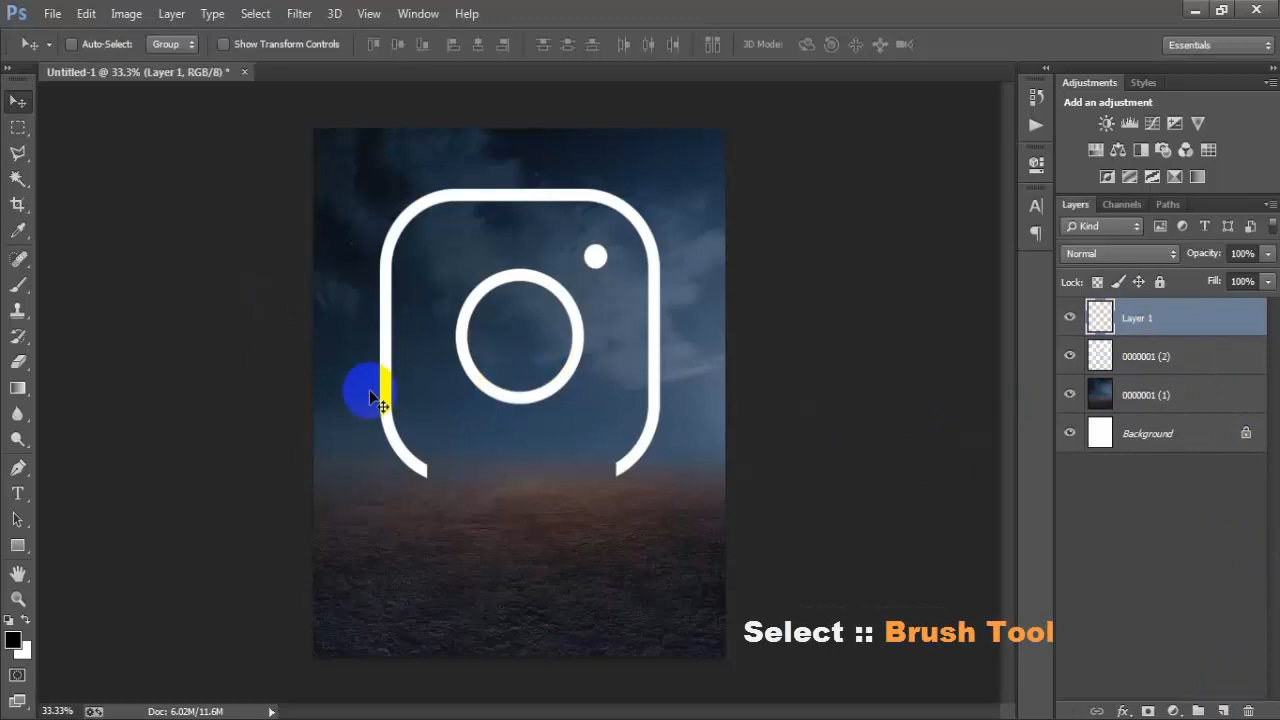 Ps File Edit Image Layer Type Select Filter 3D View Window Help
Auto-Select: Group Show Transform Controls 3D Mode: Essentials
Untitled-1 @ 33.3% (Layer 1, RGB/8) * ×
Adjustments Styles
Add an adjustment
Layers Channels Paths
Kind
Normal Opacity: 100%
Lock: Fill: 100%
Layer 1
0000001 (2)
0000001 (1)
Background
Select :: Brush Tool
33.33% Doc: 6.02M/11.6M